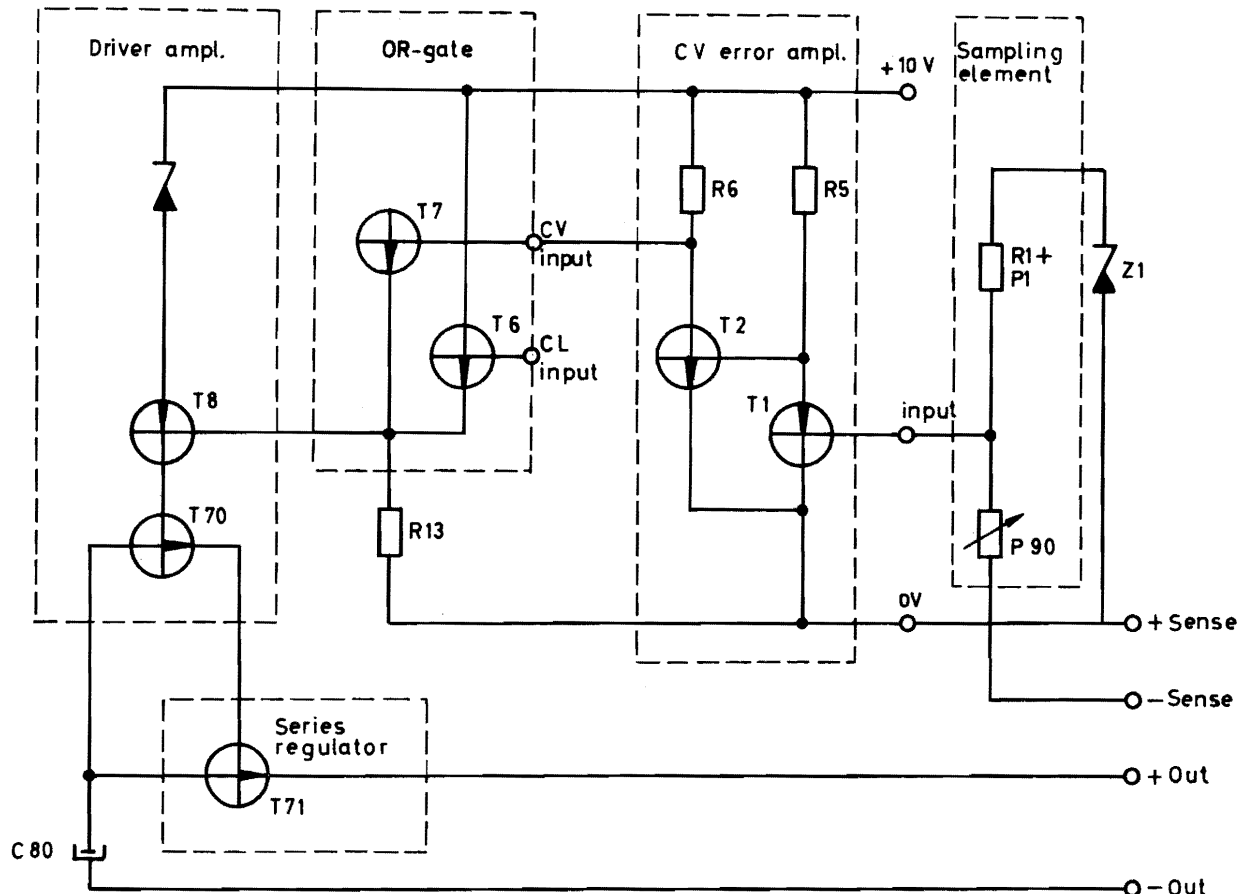 Driver ampl.
OR-gate
CV error ampl.
Sampling
element
+10 V
R6
R5
R1+
P1
Z1
T7
CV
input
T6
CL
input
T2
T1
input
T8
T70
R13
P 90
0V
+ Sense
- Sense
Series
regulator
T71
+ Out
C 80
- Out